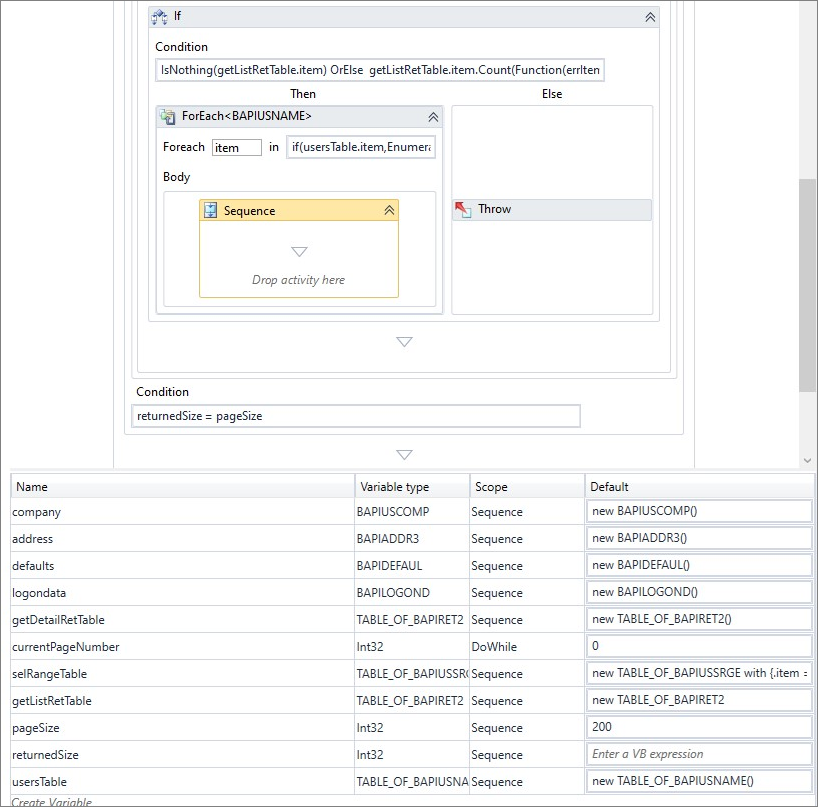 If
Condition
IsNothing(getListRetTable.item) OrElse getListRetTable.item.Count(Function(errIten
Then
Else
ForEach<BAPIUSNAME>
Foreach item in if(usersTable.item,Enumera
Body
Sequence
Throw
Drop activity here
Condition
returnedSize = pageSize
Name Variable type Scope Default
company BAPIUSCOMP Sequence new BAPIUSCOMP()
address BAPIADDR3 Sequence new BAPIADDR3()
defaults BAPIDEFAUL Sequence new BAPIDEFAUL()
logondata BAPILOGOND Sequence new BAPILOGOND()
getDetailRetTable TABLE_OF_BAPIRET2 Sequence new TABLE_OF_BAPIRET2()
currentPageNumber Int32 DoWhile 0
selRangeTable TABLE_OF_BAPIUSSRG Sequence new TABLE_OF_BAPIUSSRGE with {.item =
getListRetTable TABLE_OF_BAPIRET2 Sequence new TABLE_OF_BAPIRET2
pageSize Int32 Sequence 200
returnedSize Int32 Sequence Enter a VB expression
usersTable TABLE_OF_BAPIUSNA Sequence new TABLE_OF_BAPIUSNAME()
Create Variable